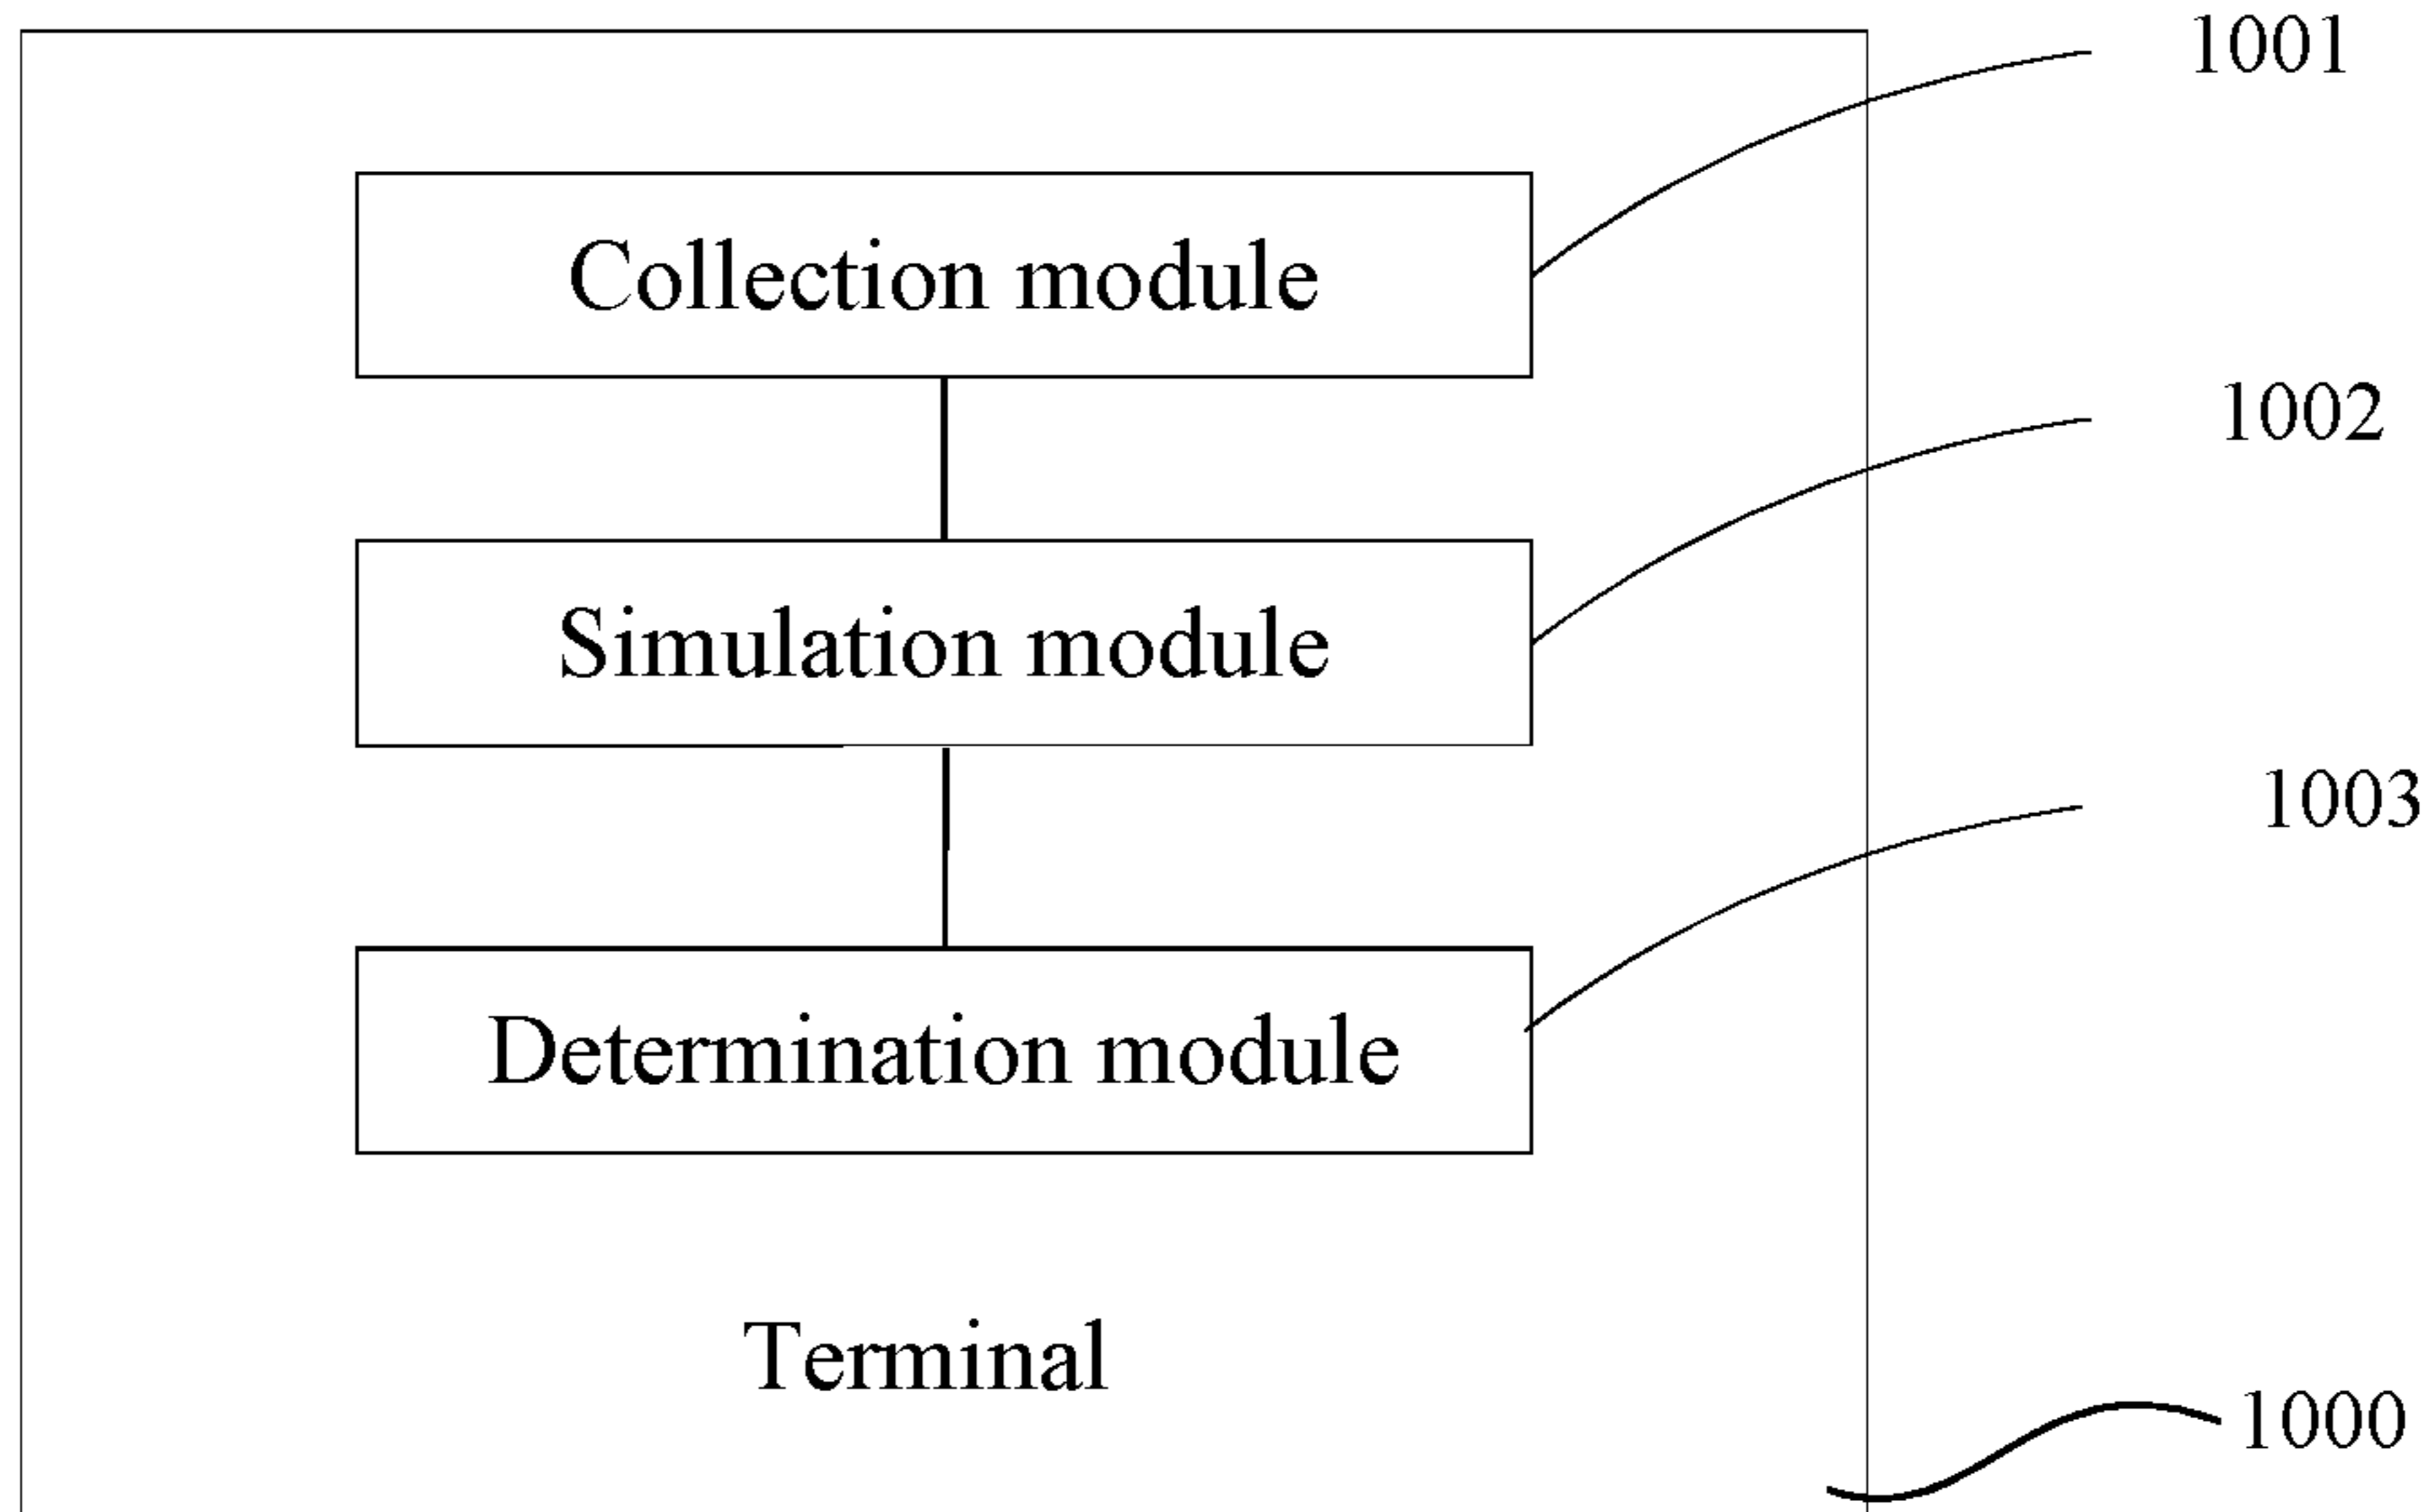 1001
Collection module
1002
Simulation module
1003
Determination module
Terminal
1000